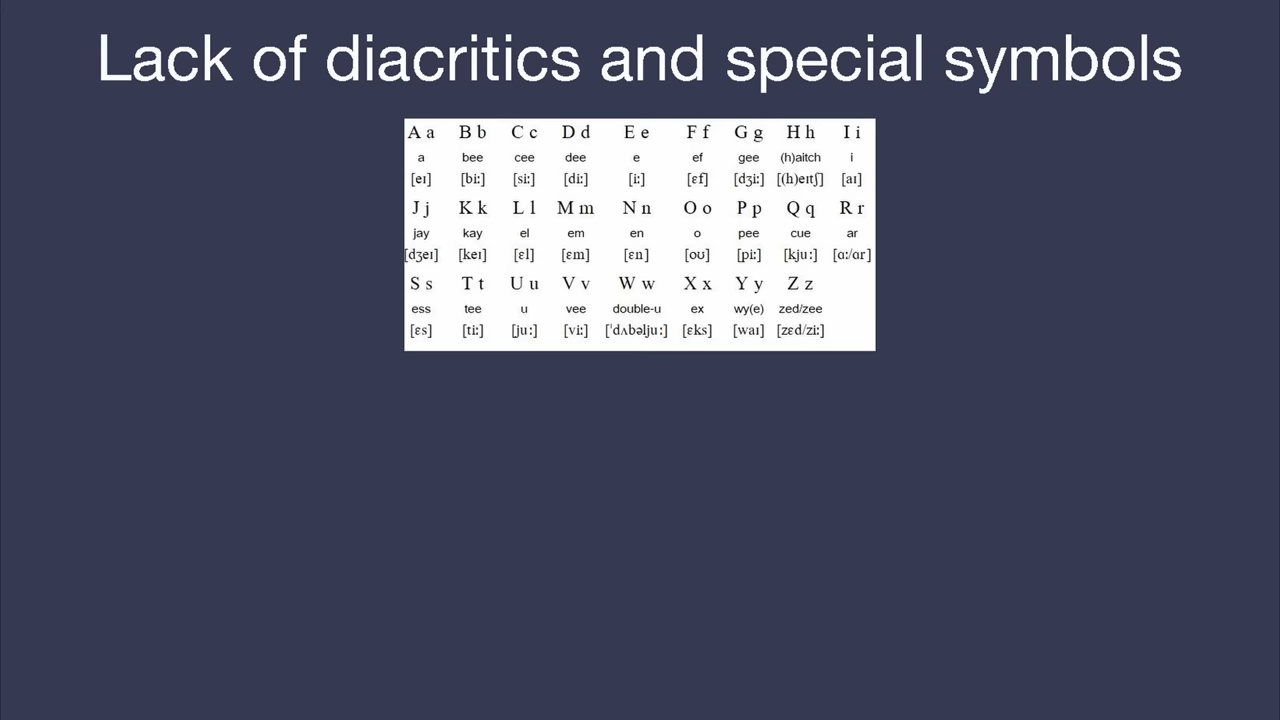 Lack of diacritics and special symbols
A a B b C c D d E e F f G g H h I i
a bee cee dee e ef gee (h)aitch i
[eɪ] [biː] [siː] [diː] [iː] [ɛf] [dʒiː] [(h)eɪtʃ] [aɪ]
J j K k L l M m N n O o P p Q q R r
jay kay el em en o pee cue ar
[dʒeɪ] [keɪ] [ɛl] [ɛm] [ɛn] [oʊ] [piː] [kjuː] [ɑː/ɑr]
S s T t U u V v W w X x Y y Z z
ess tee u vee double-u ex wy(e) zed/zee
[ɛs] [tiː] [juː] [viː] [ˈdʌbəljuː] [ɛks] [waɪ] [zɛd/ziː]